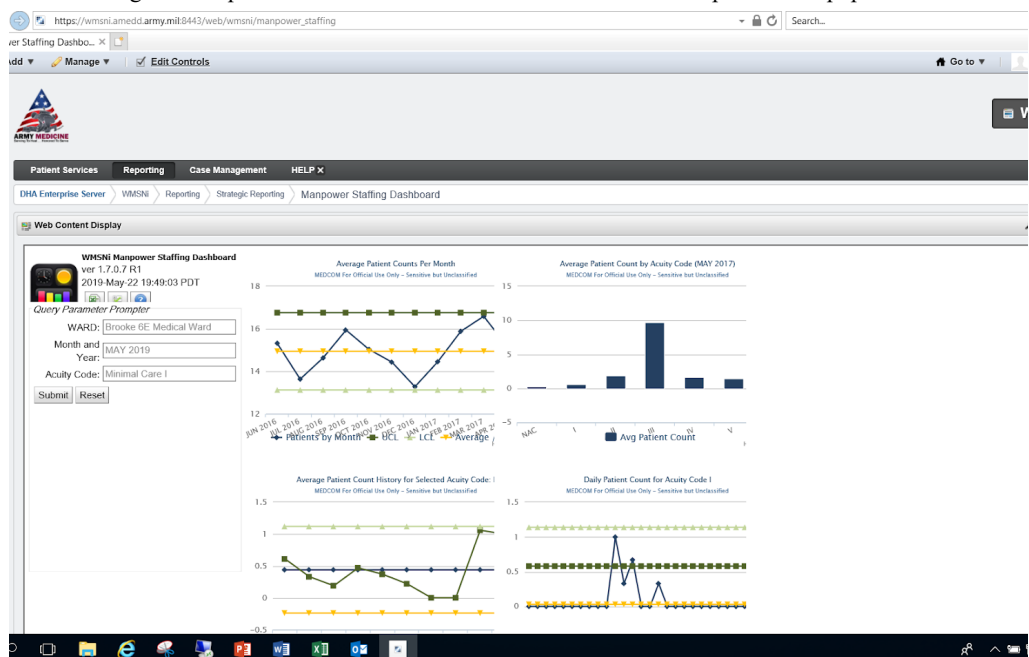 https://wmsni.amedd.army.mil:8443/web/wmsni/manpower_staffing
Search...
er Staffing Dashbo...
Add Manage Edit Controls Go to
ARMY MEDICINE
Patient Services Reporting Case Management HELP X
DHA Enterprise Server WMSNi Reporting Strategic Reporting Manpower Staffing Dashboard
Web Content Display
WMSNi Manpower Staffing Dashboard
ver 1.7.0.7 R1
2019-May-22 19:49:03 PDT
Query Parameter Prompter
WARD: Brooke 6E Medical Ward
Month and Year: MAY 2019
Acuity Code: Minimal Care I
Submit Reset
Average Patient Counts Per Month
MEDCOM For Official Use Only – Sensitive but Unclassified
18
16
14
12
JUN 2016 JUL 2016 AUG 2016 SEP 2016 OCT 2016 NOV 2016 DEC 2016 JAN 2017 FEB 2017 MAR 2017 APR 2
Patients by Month UCL LCL Average
Average Patient Count by Acuity Code (MAY 2017)
MEDCOM For Official Use Only – Sensitive but Unclassified
15
10
5
0
-5
NAC I II III IV V
Avg Patient Count
Average Patient Count History for Selected Acuity Code: I
MEDCOM For Official Use Only – Sensitive but Unclassified
1.5
1
0.5
0
-0.5
Daily Patient Count for Acuity Code I
MEDCOM For Official Use Only – Sensitive but Unclassified
1.5
1
0.5
0